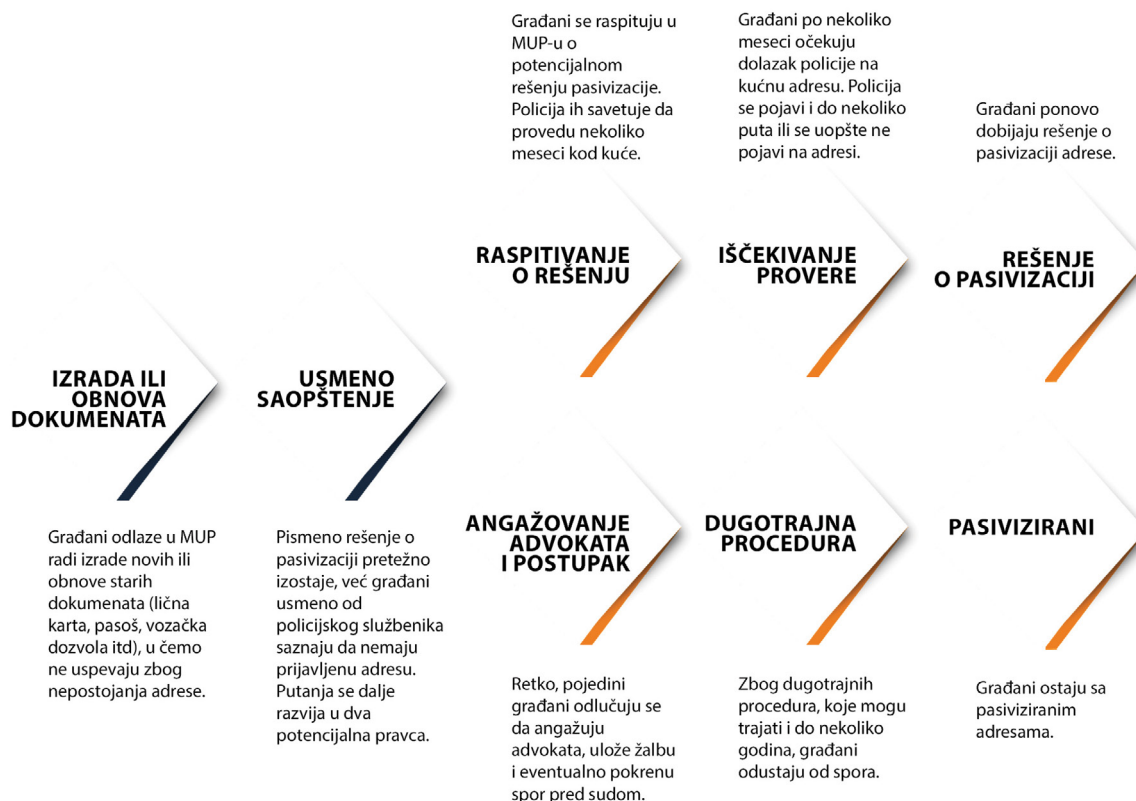 Građani se raspituju u
MUP-u o
potencijalnom
rešenju pasivizacije.
Policija ih savetuje da
provedu nekoliko
meseci kod kuće.
Građani po nekoliko
meseci očekuju
dolazak policije na
kućnu adresu. Policija
se pojavi i do nekoliko
puta ili se uopšte ne
pojavi na adresi.
Građani ponovo
dobijaju rešenje o
pasivizaciji adrese.
RASPITIVANJE
O REŠENJU
IŠČEKIVANJE
PROVERE
REŠENJE
O PASIVIZACIJI
IZRADA ILI
OBNOVA
DOKUMENATA
USMENO
SAOPŠTENJE
Građani odlaze u MUP
radi izrade novih ili
obnove starih
dokumenata (lična
karta, pasoš, vozačka
dozvola itd), u čemo
ne uspevaju zbog
nepostojanja adrese.
Pismeno rešenje o
pasivizaciji pretežno
izostaje, već građani
usmeno od
policijskog službenika
saznaju da nemaju
prijavljenu adresu.
Putanja se dalje
razvija u dva
potencijalna pravca.
ANGAŽOVANJE
ADVOKATA
I POSTUPAK
DUGOTRAJNA
PROCEDURA
PASIVIZIRANI
Retko, pojedini
građani odlučuju se
da angažuju
advokata, ulože žalbu
i eventualno pokrenu
spor pred sudom.
Zbog dugotrajnih
procedura, koje mogu
trajati i do nekoliko
godina, građani
odustaju od spora.
Građani ostaju sa
pasiviziranim
adresama.